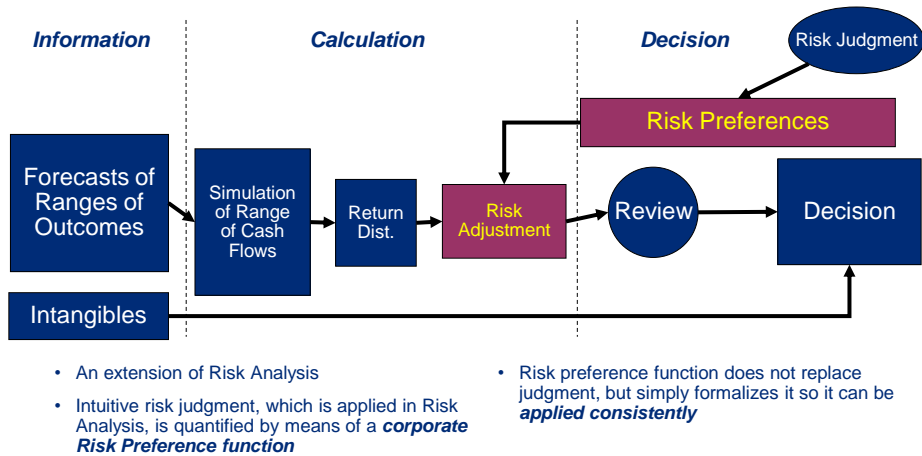 Information
Calculation
Decision
Risk Judgment
Risk Preferences
Forecasts of
Ranges of
Outcomes
Simulation
of Range
of Cash
Flows
Return
Dist.
Risk
Adjustment
Review
Decision
Intangibles
• An extension of Risk Analysis
• Intuitive risk judgment, which is applied in Risk
Analysis, is quantified by means of a corporate
Risk Preference function
• Risk preference function does not replace
judgment, but simply formalizes it so it can be
applied consistently